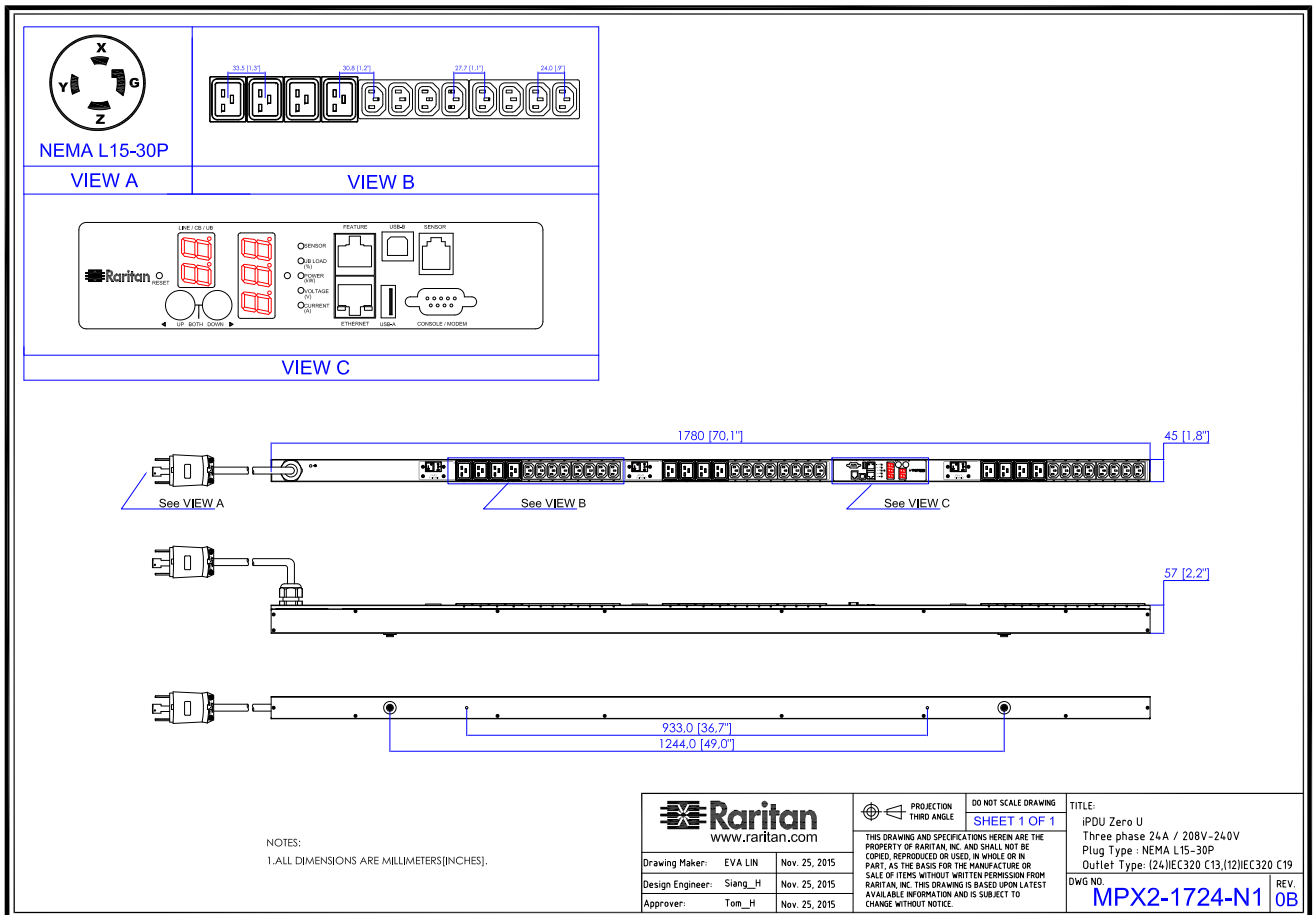 X
Y
G
Z
NEMA L15-30P
VIEW A
33,5 [1,3"]
30,8 [1,2"]
27,7 [1,1"]
24,0 [,9"]
VIEW B
LINE / CB / UB
Raritan
RESET
UP BOTH DOWN
SENSOR
UB LOAD
(%)
POWER
(kW)
VOLTAGE
(V)
CURRENT
(A)
FEATURE
USB-B
SENSOR
ETHERNET
USB-A
CONSOLE / MODEM
VIEW C
1780 [70,1"]
45 [1,8"]
See VIEW A
See VIEW B
See VIEW C
57 [2,2"]
933,0 [36,7"]
1244,0 [49,0"]
NOTES:
1.ALL DIMENSIONS ARE MILLIMETERS[INCHES].
Raritan
www.raritan.com
Drawing Maker: EVA LIN Nov. 25, 2015
Design Engineer: Siang_H Nov. 25, 2015
Approver: Tom_H Nov. 25, 2015
PROJECTION
THIRD ANGLE
DO NOT SCALE DRAWING
SHEET 1 OF 1
THIS DRAWING AND SPECIFICATIONS HEREIN ARE THE
PROPERTY OF RARITAN, INC. AND SHALL NOT BE
COPIED, REPRODUCED OR USED, IN WHOLE OR IN
PART, AS THE BASIS FOR THE MANUFACTURE OR
SALE OF ITEMS WITHOUT WRITTEN PERMISSION FROM
RARITAN, INC. THIS DRAWING IS BASED UPON LATEST
AVAILABLE INFORMATION AND IS SUBJECT TO
CHANGE WITHOUT NOTICE.
TITLE:
iPDU Zero U
Three phase 24A / 208V-240V
Plug Type : NEMA L15-30P
Outlet Type: (24)IEC320 C13,(12)IEC320 C19
DWG NO.
MPX2-1724-N1
REV.
0B